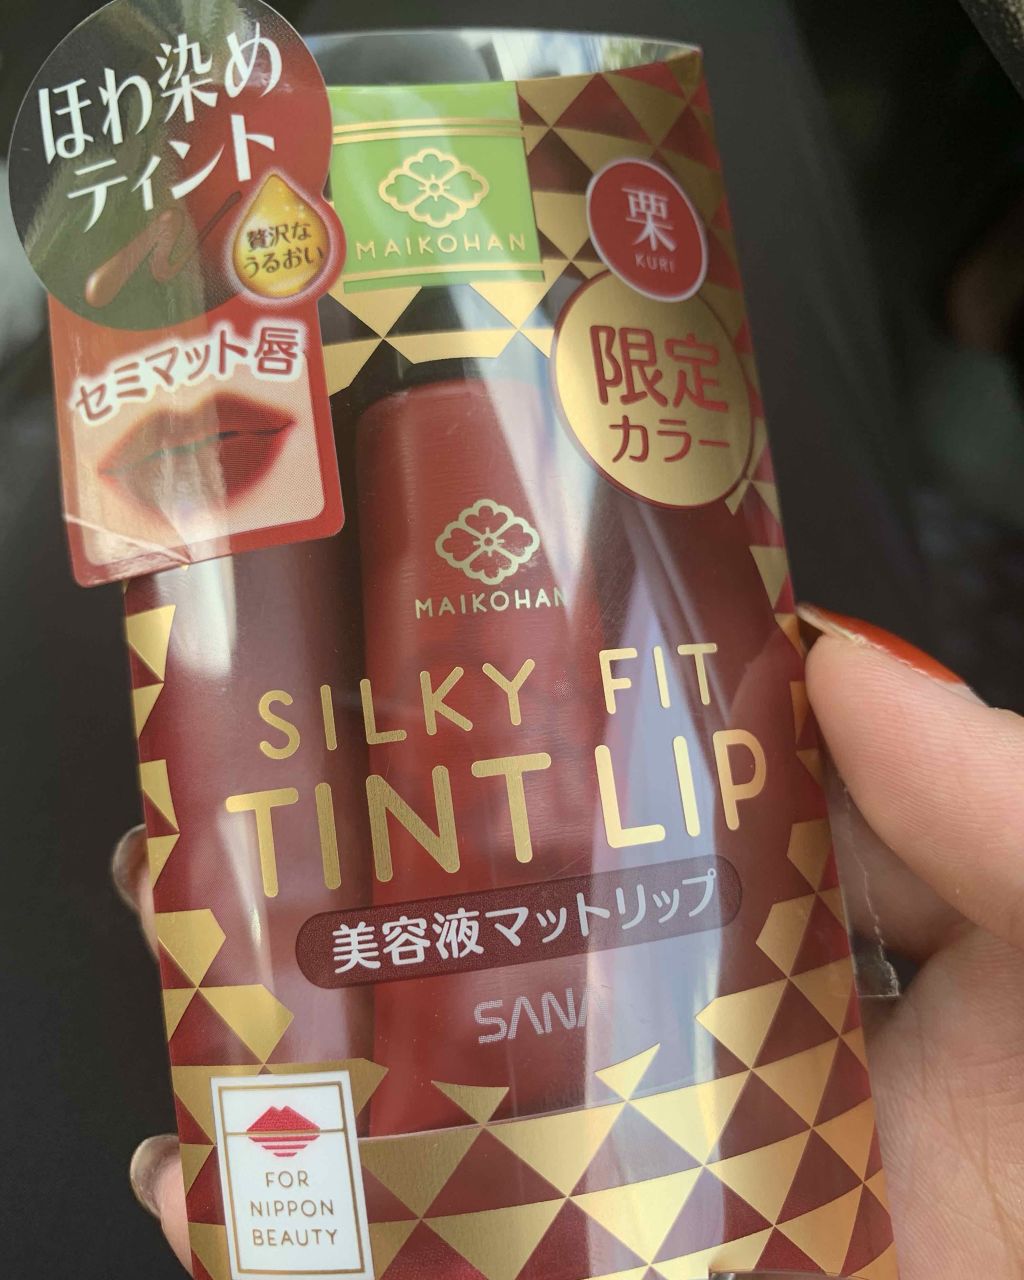 ほわ染め
ティント
贅沢な
うるおい
セミマット唇
MAIKOHAN
栗
KURI
限定
カラー
MAIKOHAN
SILKY FIT
TINT LIP
美容液マットリップ
SANA
FOR
NIPPON
BEAUTY